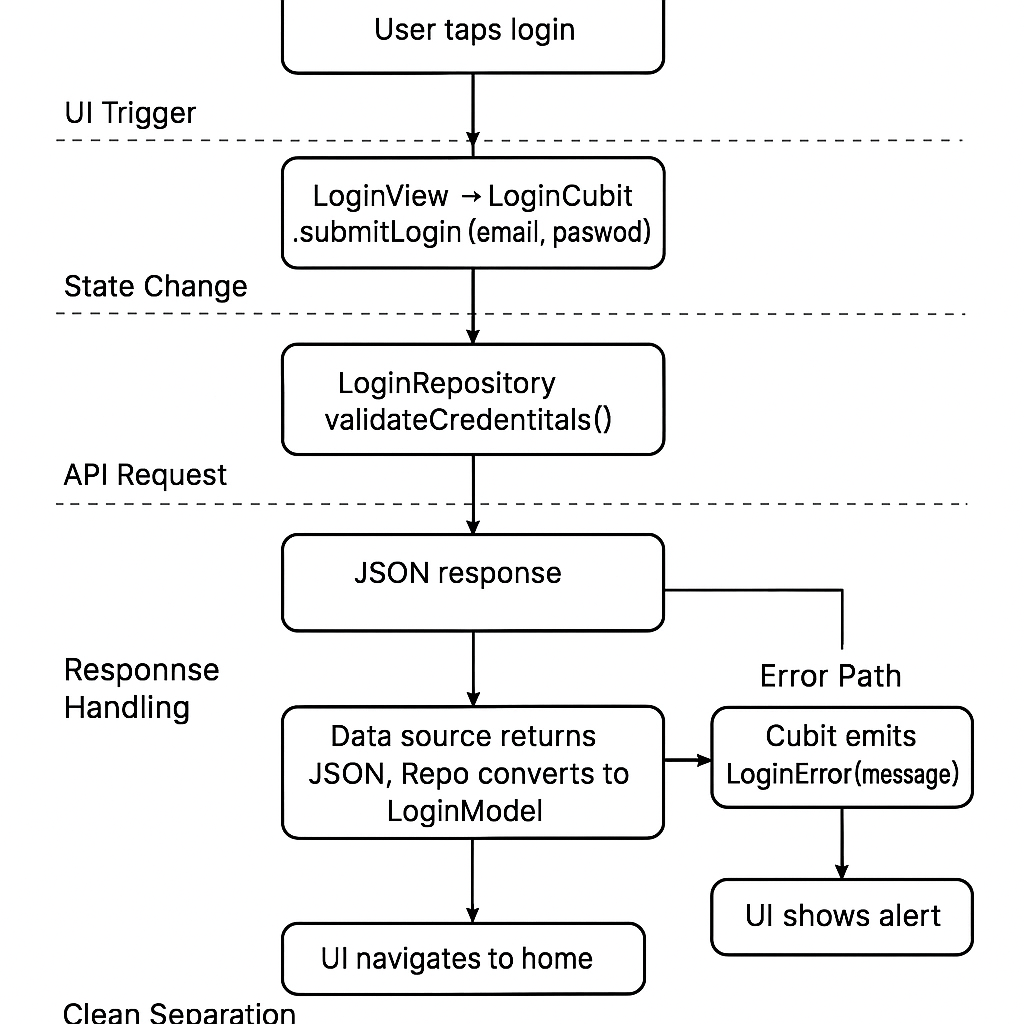 User taps login
UI Trigger
LoginView → LoginCubit
.submitLogin (email, paswod)
State Change
LoginRepository
validateCredentitals()
API Request
JSON response
Responnse
Handling
Error Path
Data source returns
JSON, Repo converts to
LoginModel
Cubit emits
LoginError(message)
UI shows alert
UI navigates to home
Clean Separation